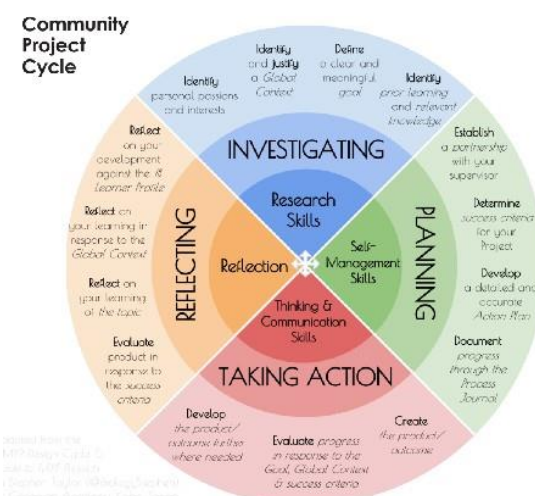 Community
Project
Cycle
Identify
personal passions
and interests
Identify
and justify
a Global
Context
Define
a clear and
meaningful
goal
Identify
prior learning
and relevant
knowledge
INVESTIGATING
Research
Skills
Establish
a partnership
with your
supervisor
Determine
success criteria
for your
Project
Develop
a detailed and
accurate
Action Plan
Document
progress
through the
Process
Journal
PLANNING
Self-
Management
Skills
Thinking &
Communication
Skills
TAKING ACTION
Create
the product/
outcome
Evaluate progress
in response to the
Goal, Global Context
& success criteria
Develop
the product/
outcome further
where needed
REFLECTING
Reflection
Reflect
on your
development
against the IB
Learner Profile
Reflect on
your learning in
response to the
Global Context
Reflect on
your learning
of the topic
Evaluate
product in
response to
the success
criteria
from the
Design Cycle